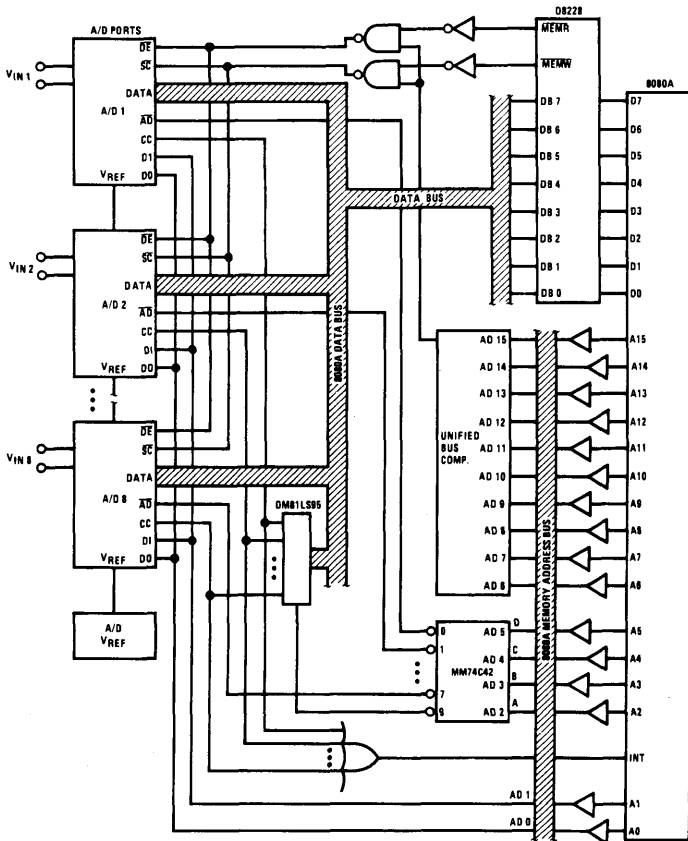 D8228
A/D PORTS
DE
MEMR
SC
MEMW
8080A
VIN 1
DATA
A/D 1
AD
CC
D1
D0
VREF
DB 7
D7
DB 6
D6
DB 5
D5
DB 4
D4
DB 3
D3
DB 2
D2
DB 1
D1
DB 0
D0
DATA BUS
8080A DATA BUS
VIN 2
DE
SC
DATA
A/D 2
AD
CC
DI
D0
VREF
AD 15
A15
AD 14
A14
AD 13
A13
AD 12
A12
UNIFIED
BUS
COMP.
AD 11
A11
AD 10
A10
AD 9
A9
AD 8
A8
AD 7
A7
AD 6
A6
8080A MEMORY ADDRESS BUS
VIN 8
DE
SC
DATA
A/D 8
AD
CC
DI
D0
VREF
DM81LS95
A/D
VREF
0
AD 5
D
A5
1
AD 4
C
A4
MM74C42
7
AD 3
B
A3
9
AD 2
A
A2
INT
AD 1
A1
AD 0
A0